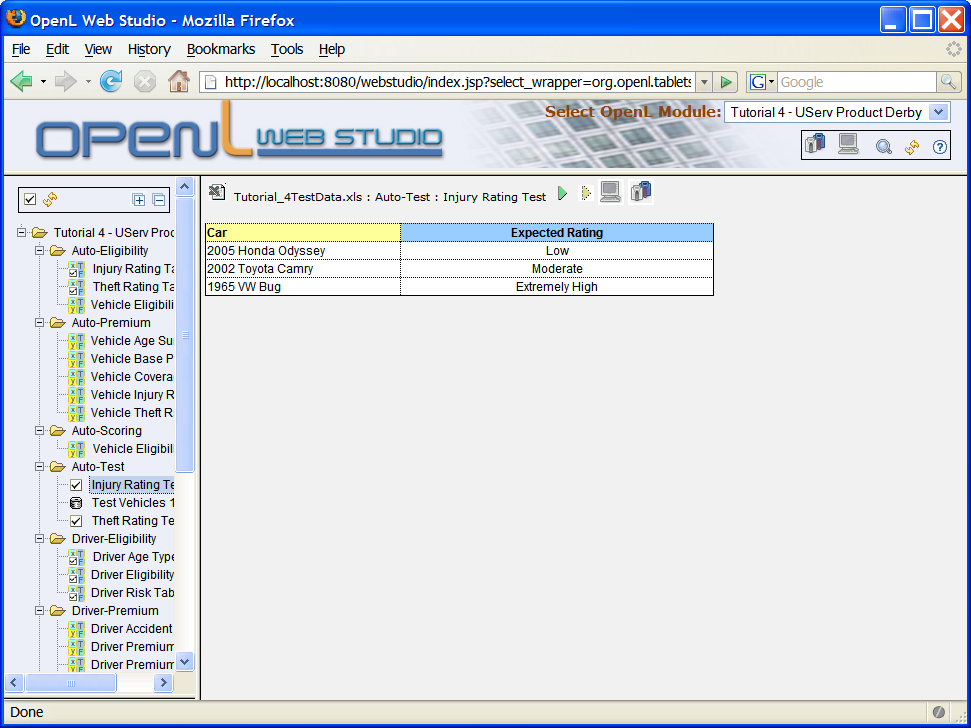 OpenL Web Studio - Mozilla Firefox
File Edit View History Bookmarks Tools Help
http://localhost:8080/webstudio/index.jsp?select_wrapper=org.openl.tablets
G Google
OPENL WEB STUDIO
Select OpenL Module: Tutorial 4 - UServ Product Derby
Tutorial_4TestData.xls : Auto-Test : Injury Rating Test
Car Expected Rating
2005 Honda Odyssey Low
2002 Toyota Camry Moderate
1965 VW Bug Extremely High
Tutorial 4 - UServ Proc
Auto-Eligibility
Injury Rating Ta
Theft Rating Ta
Vehicle Eligibili
Auto-Premium
Vehicle Age Su
Vehicle Base P
Vehicle Covera
Vehicle Injury R
Vehicle Theft R
Auto-Scoring
Vehicle Eligibil
Auto-Test
Injury Rating Te
Test Vehicles 1
Theft Rating Te
Driver-Eligibility
Driver Age Type
Driver Eligibility
Driver Risk Tab
Driver-Premium
Driver Accident
Driver Premium
Driver Premium
Done